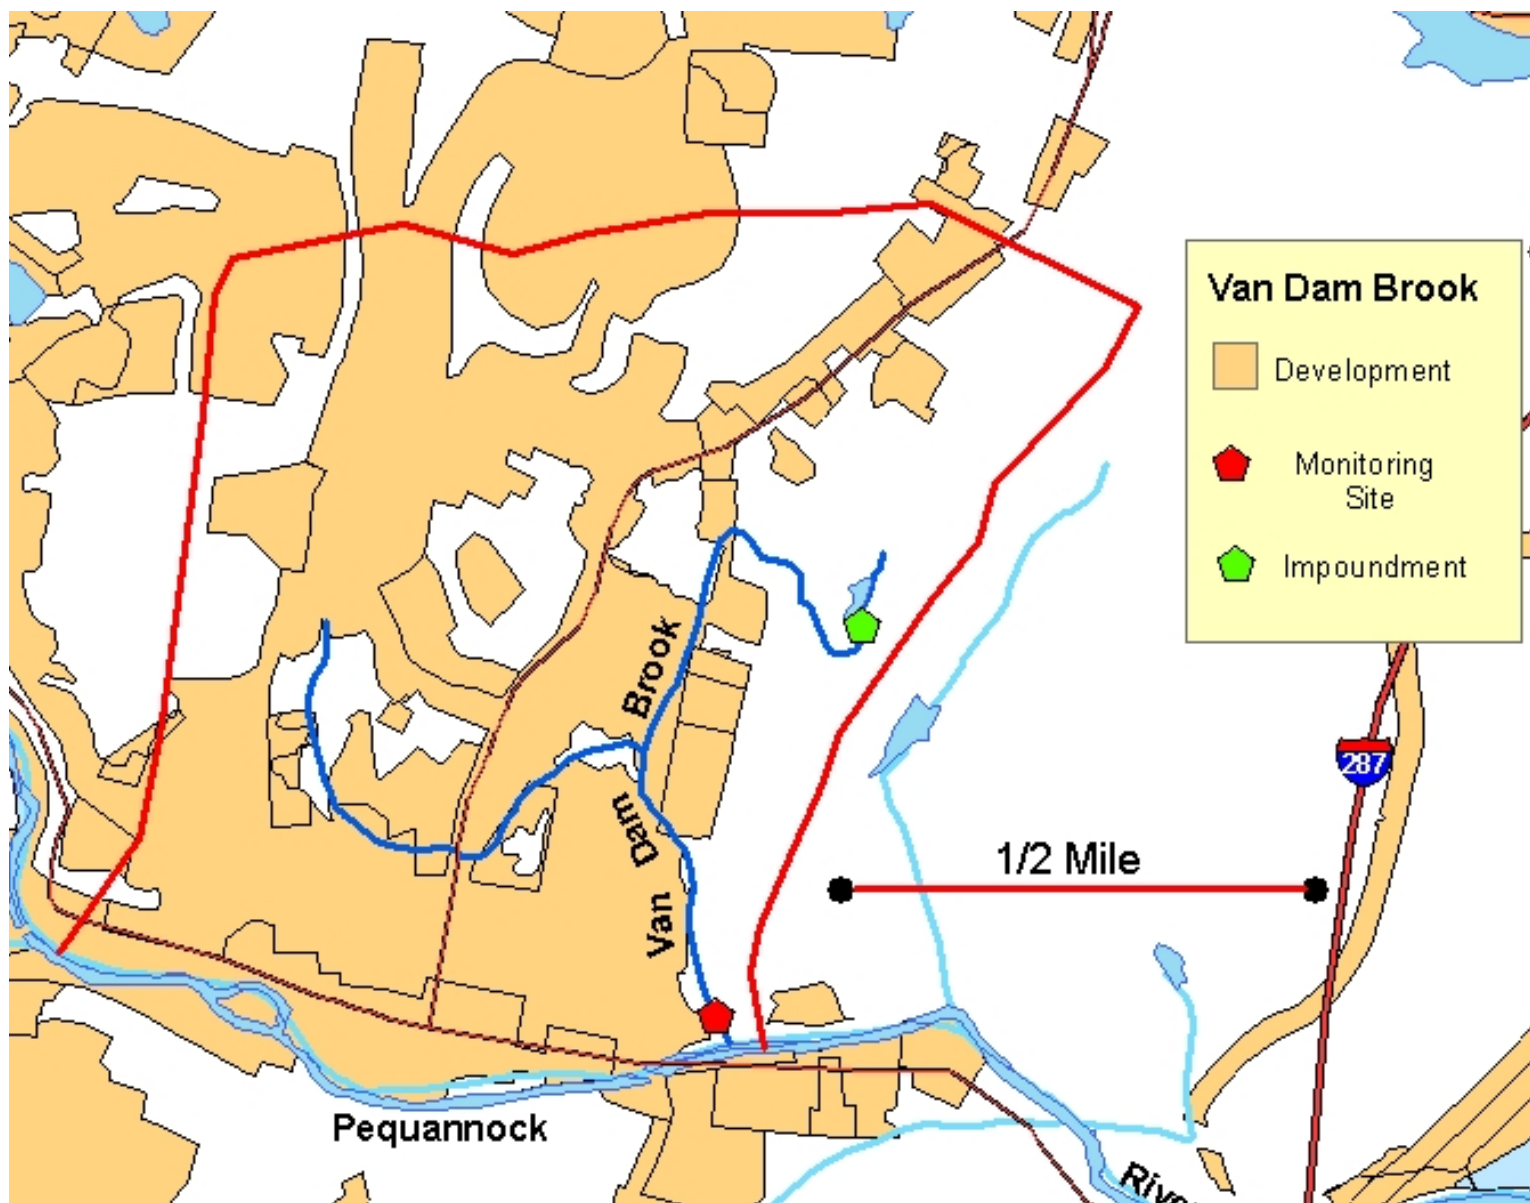 Van Dam Brook
Development
Monitoring
Site
Impoundment
Brook
Dam
Van
287
1/2 Mile
Pequannock